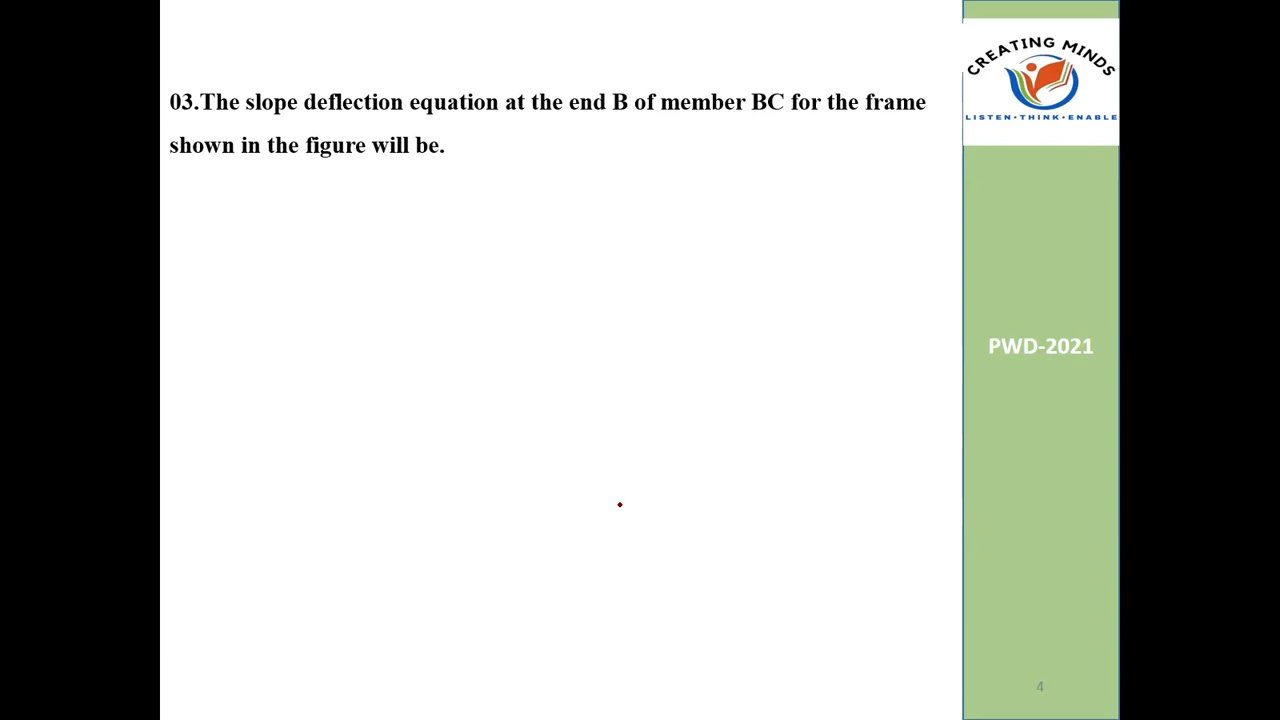 03.The slope deflection equation at the end B of member BC for the frame
shown in the figure will be.
CREATING MINDS
LISTEN•THINK•ENABLE
PWD-2021
4